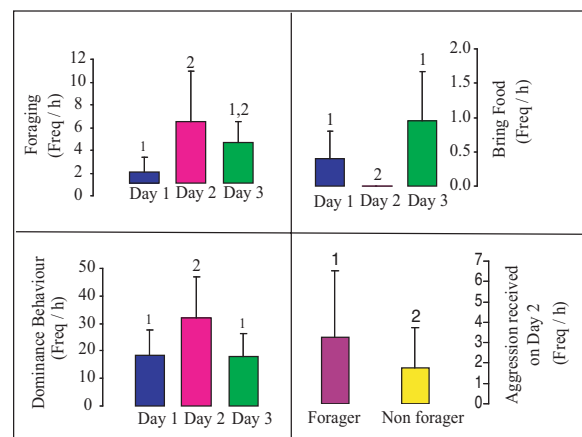 Foraging
(Freq / h)
12
10
8
6
4
2
0
1
2
1,2
Day 1
Day 2
Day 3
1
2
1
Day 1
Day 2
Day 3
2.0
1.5
1.0
0.5
0.0
Bring Food
(Freq / h)
Dominance Behaviour
(Freq / h)
50
40
30
20
10
0
1
2
1
Day 1
Day 2
Day 3
1
2
Forager
Non forager
7
6
5
4
3
2
1
0
Aggression received
on Day 2
(Freq / h)